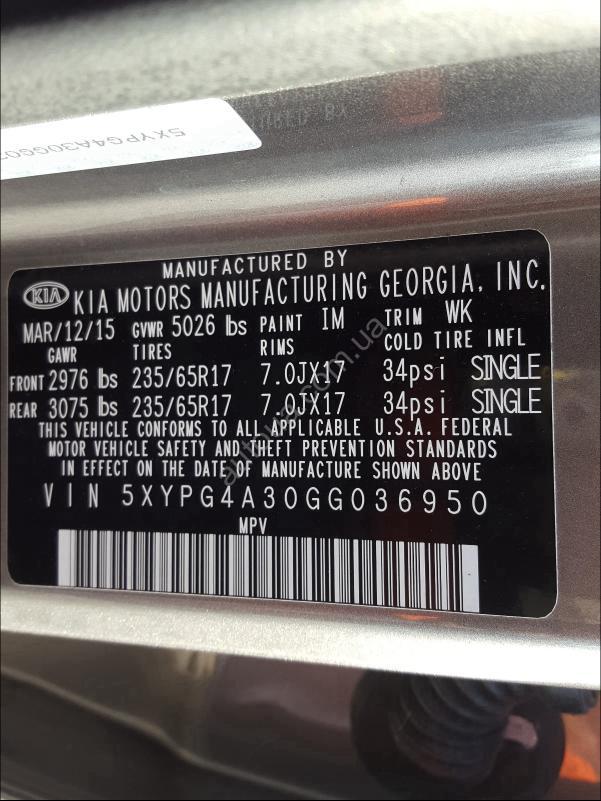 5XYPG4A30GG03
MANUFACTURED BY
KIA KIA MOTORS MANUFACTURING GEORGIA, INC.
MAR/12/15 GVWR 5026 lbs PAINT IM TRIM WK
GAWR TIRES RIMS COLD TIRE INFL
FRONT 2976 lbs 235/65R17 7.0JX17 34psi SINGLE
REAR 3075 lbs 235/65R17 7.0JX17 34psi SINGLE
THIS VEHICLE CONFORMS TO ALL APPLICABLE U.S.A. FEDERAL
MOTOR VEHICLE SAFETY AND THEFT PREVENTION STANDARDS
IN EFFECT ON THE DATE OF MANUFACTURE SHOWN ABOVE
VIN 5XYPG4A30GG036950
MPV